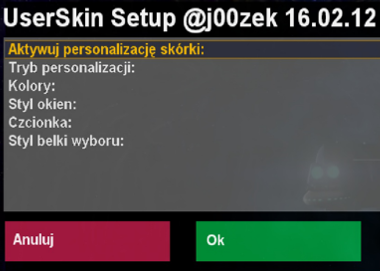 UserSkin Setup @j00zek 16.02.12
Aktywuj personalizację skórki:
Tryb personalizacji:
Kolory:
Styl okien:
Czcionka:
Styl belki wyboru:
Anuluj
Ok